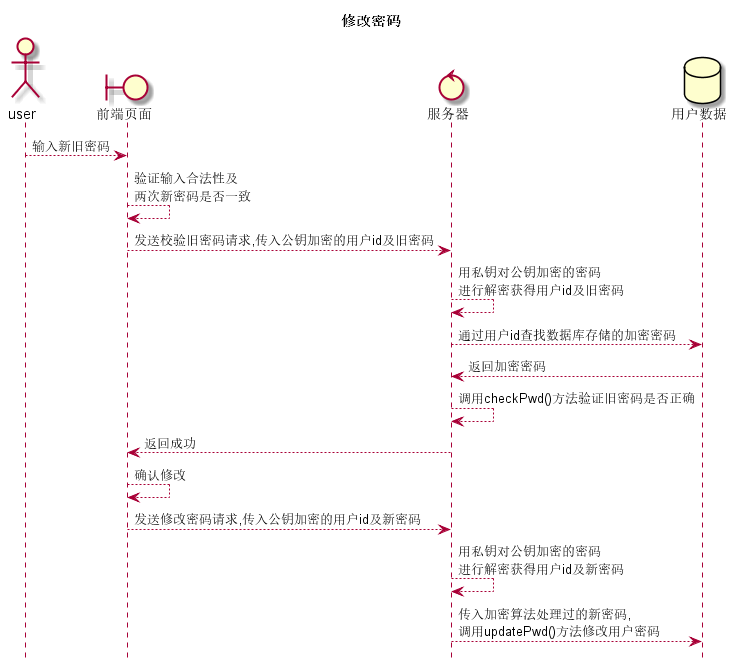 修改密码
user
前端页面
服务器
用户数据
输入新旧密码
验证输入合法性及
两次新密码是否一致
发送校验旧密码请求,传入公钥加密的用户id及旧密码
用私钥对公钥加密的密码
进行解密获得用户id及旧密码
通过用户id查找数据库存储的加密密码
返回加密密码
调用checkPwd()方法验证旧密码是否正确
返回成功
确认修改
发送修改密码请求,传入公钥加密的用户id及新密码
用私钥对公钥加密的密码
进行解密获得用户id及新密码
传入加密算法处理过的新密码,
调用updatePwd()方法修改用户密码